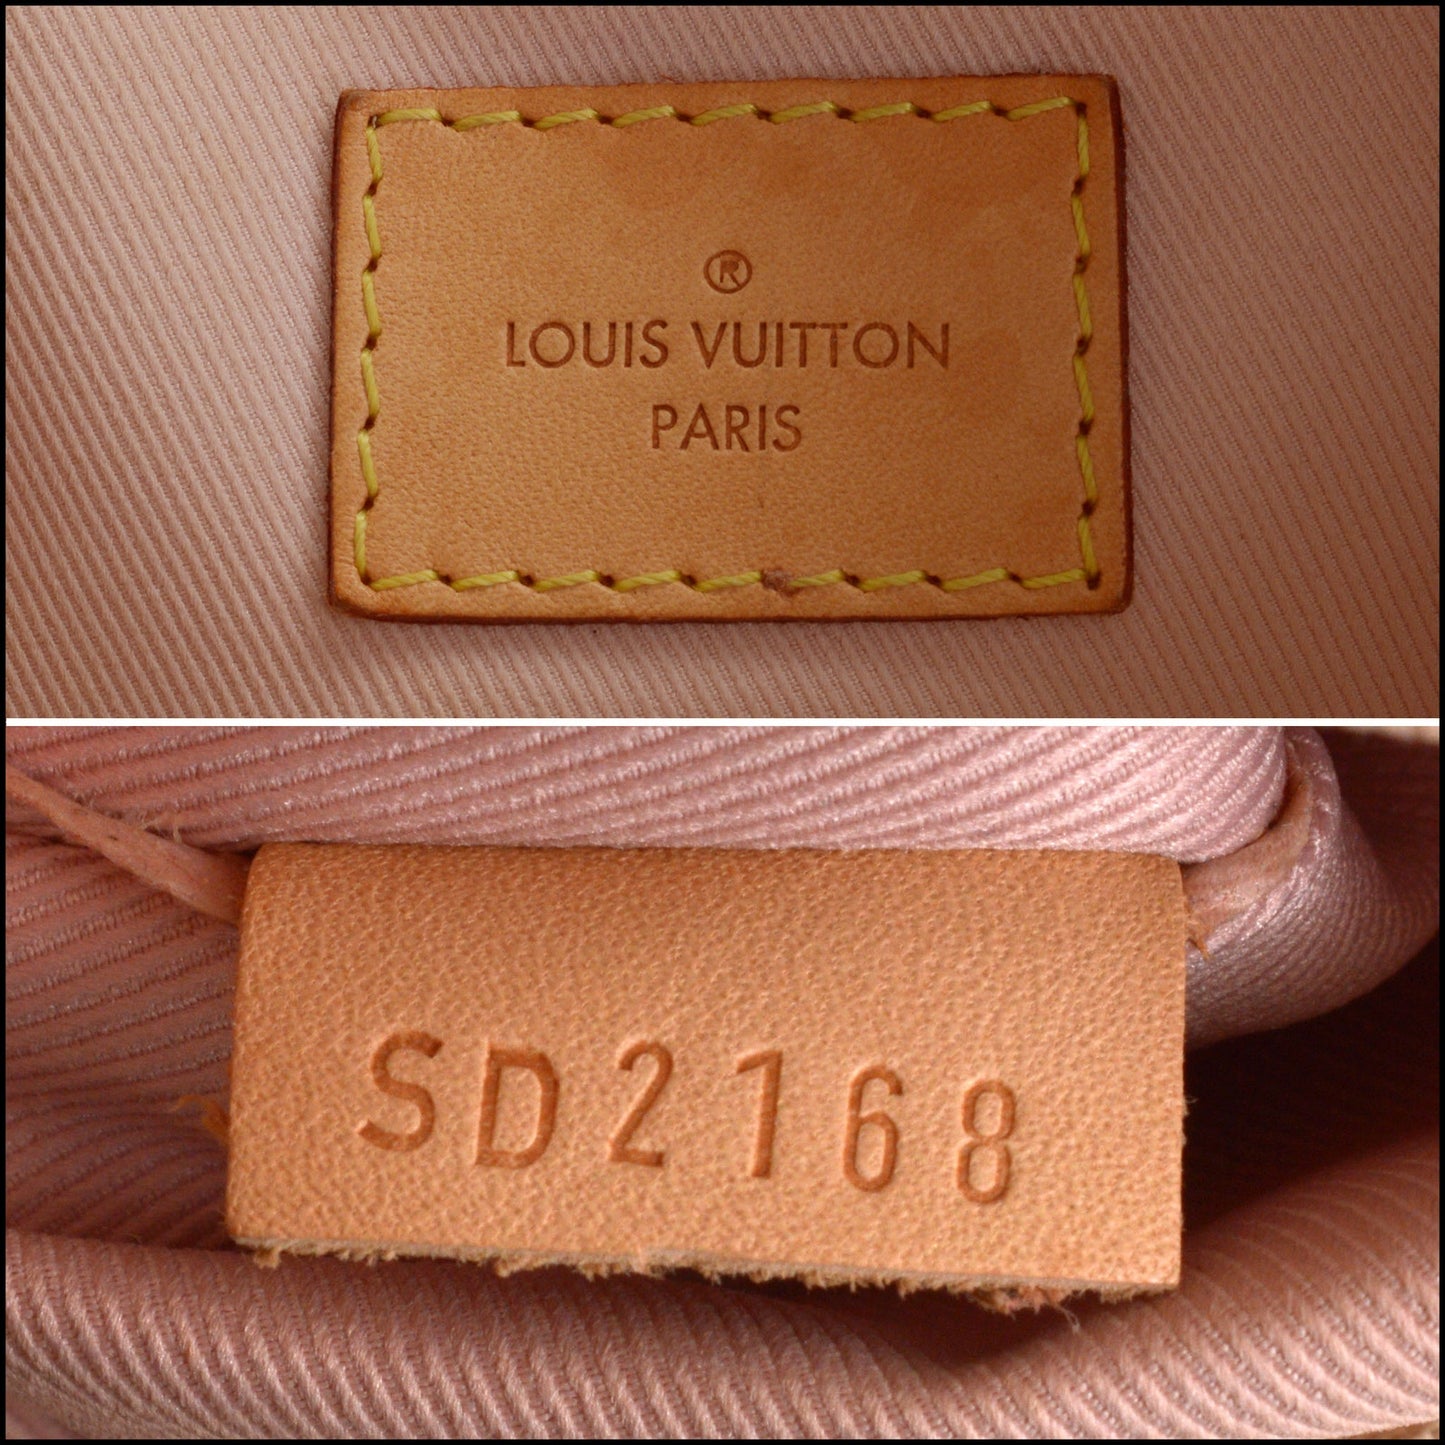 ®
LOUIS VUITTON
PARIS
SD2168